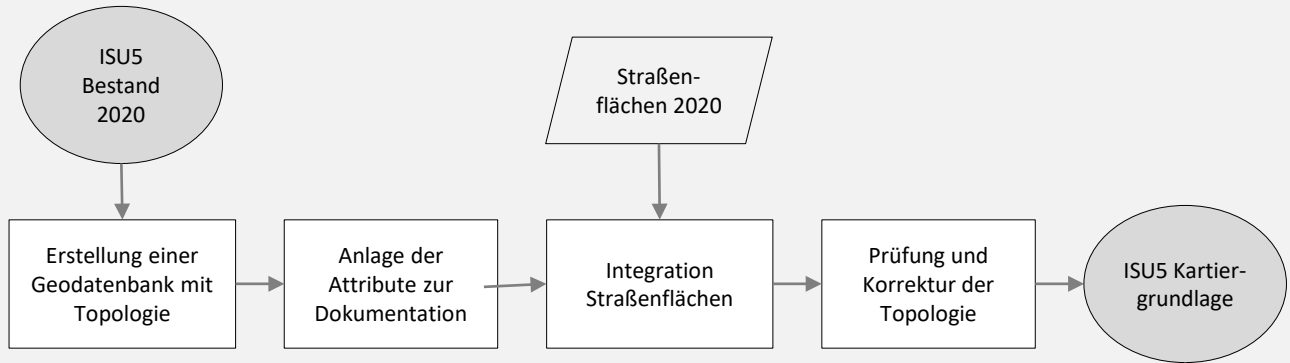 ISU5
Bestand
2020
Straßen-
flächen 2020
Erstellung einer
Geodatenbank mit
Topologie
Anlage der
Attribute zur
Dokumentation
Integration
Straßenflächen
Prüfung und
Korrektur der
Topologie
ISU5 Kartier-
grundlage